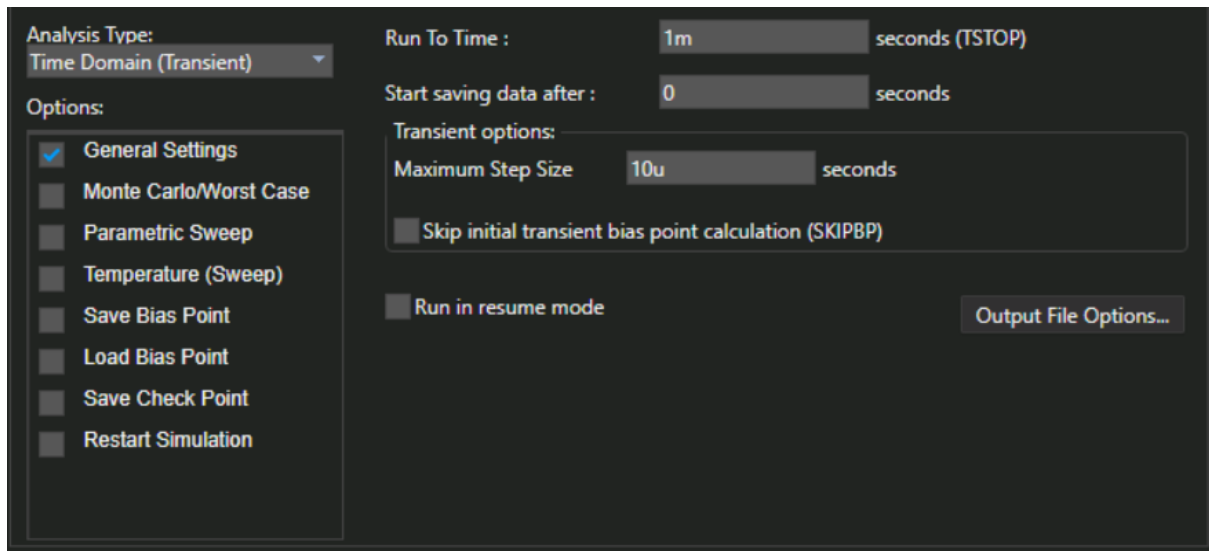 Analysis Type:
Time Domain (Transient)
Options:
General Settings
Monte Carlo/Worst Case
Parametric Sweep
Temperature (Sweep)
Save Bias Point
Load Bias Point
Save Check Point
Restart Simulation
Run To Time : 1m seconds (TSTOP)
Start saving data after : 0 seconds
Transient options:
Maximum Step Size 10u seconds
Skip initial transient bias point calculation (SKIPBP)
Run in resume mode
Output File Options...